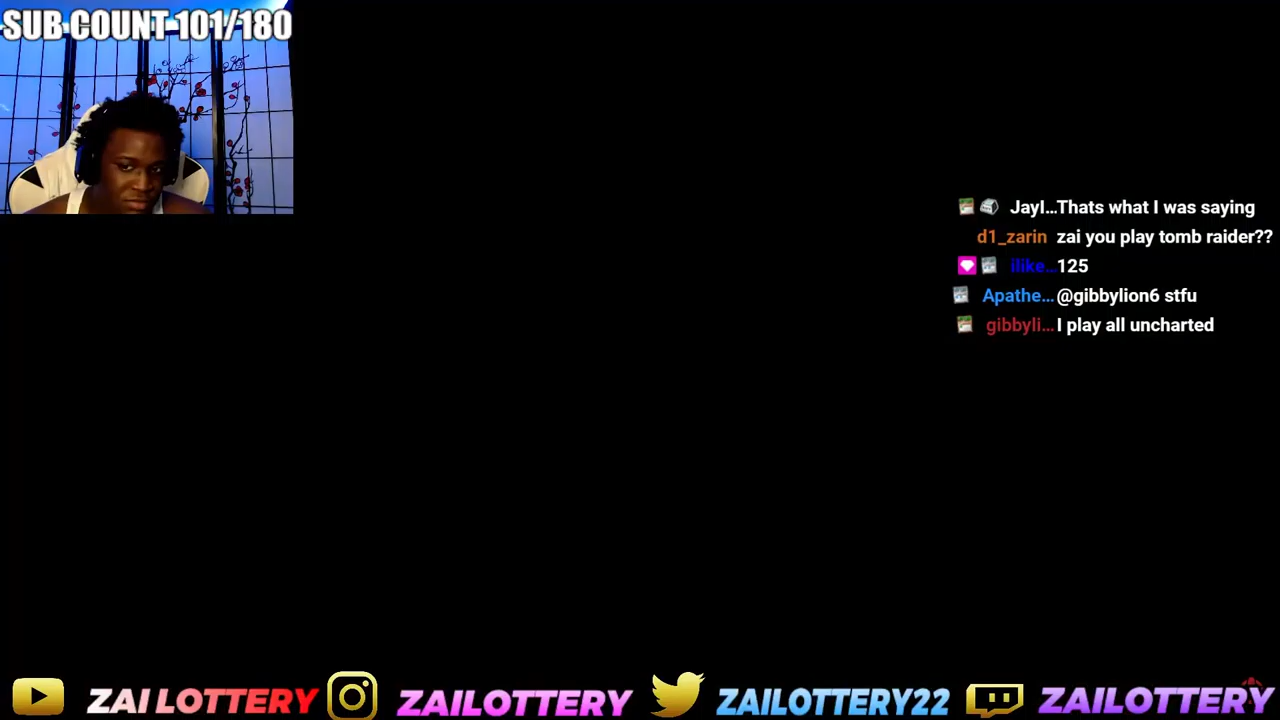 SUB COUNT 101/180
JayI...Thats what I was saying
d1_zarin zai you play tomb raider??
ilike...125
Apathe...@gibbylion6 stfu
gibbyli...I play all uncharted
ZAI LOTTERY
ZAILOTTERY
ZAILOTTERY22
ZAILOTTERY